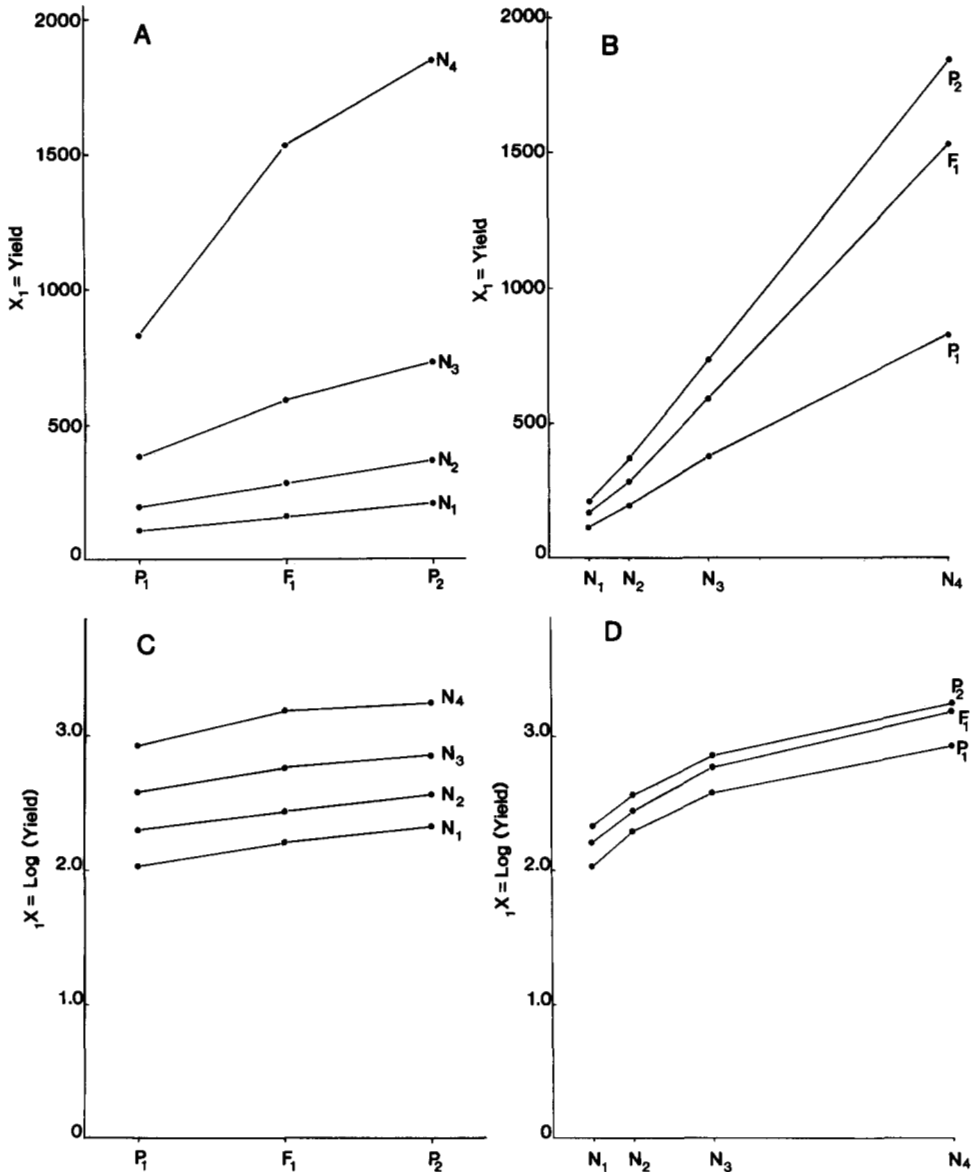 A
2000
1500
1000
500
0
X₁ = Yield
N₄
N₃
N₂
N₁
P₁ F₁ P₂
B
2000
1500
1000
500
0
X₁ = Yield
P₂
F₁
P₁
N₁ N₂ N₃ N₄
C
3.0
2.0
1.0
0
₁X = Log (Yield)
N₄
N₃
N₂
N₁
P₁ F₁ P₂
D
3.0
2.0
1.0
0
₁X = Log (Yield)
P₂
F₁
P₁
N₁ N₂ N₃ N₄